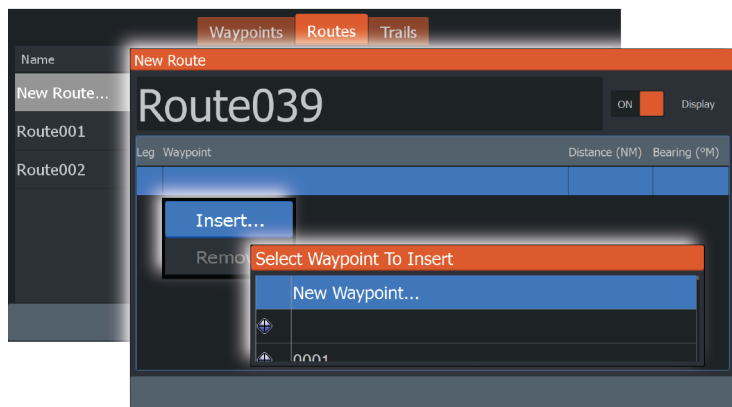 Waypoints Routes Trails
Name
New Route...
Route001
Route002
New Route
Route039
ON Display
Leg Waypoint Distance (NM) Bearing (°M)
Insert...
Select Waypoint To Insert
New Waypoint...
0001